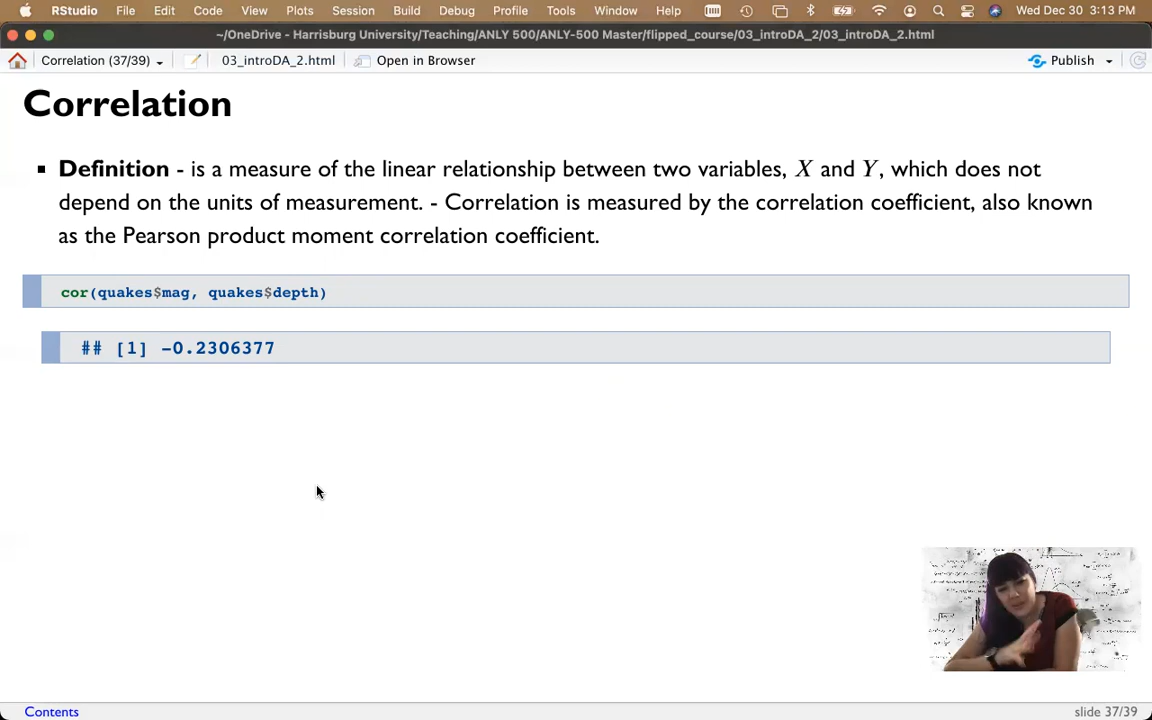 RStudio File Edit Code View Plots Session Build Debug Profile Tools Window Help Wed Dec 30 3:13 PM
~/OneDrive - Harrisburg University/Teaching/ANLY 500/ANLY-500 Master/flipped_course/03_introDA_2/03_introDA_2.html
Correlation (37/39) 03_introDA_2.html Open in Browser Publish
Correlation
Definition - is a measure of the linear relationship between two variables, X and Y, which does not
depend on the units of measurement. - Correlation is measured by the correlation coefficient, also known
as the Pearson product moment correlation coefficient.
cor(quakes$mag, quakes$depth)
## [1] -0.2306377
Contents slide 37/39